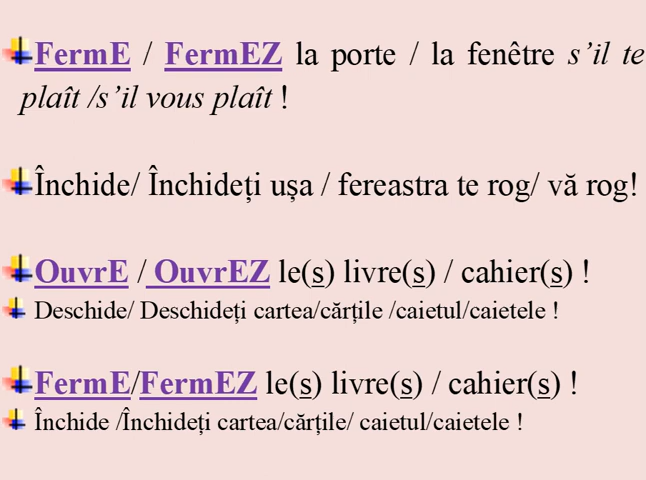 FermE / FermEZ la porte / la fenêtre s’il te
plaît /s’il vous plaît !
Închide/ Închideți ușa / fereastra te rog/ vă rog!
OuvrE / OuvrEZ le(s) livre(s) / cahier(s) !
Deschide/ Deschideți cartea/cărțile /caietul/caietele !
FermE/FermEZ le(s) livre(s) / cahier(s) !
Închide /Închideți cartea/cărțile/ caietul/caietele !